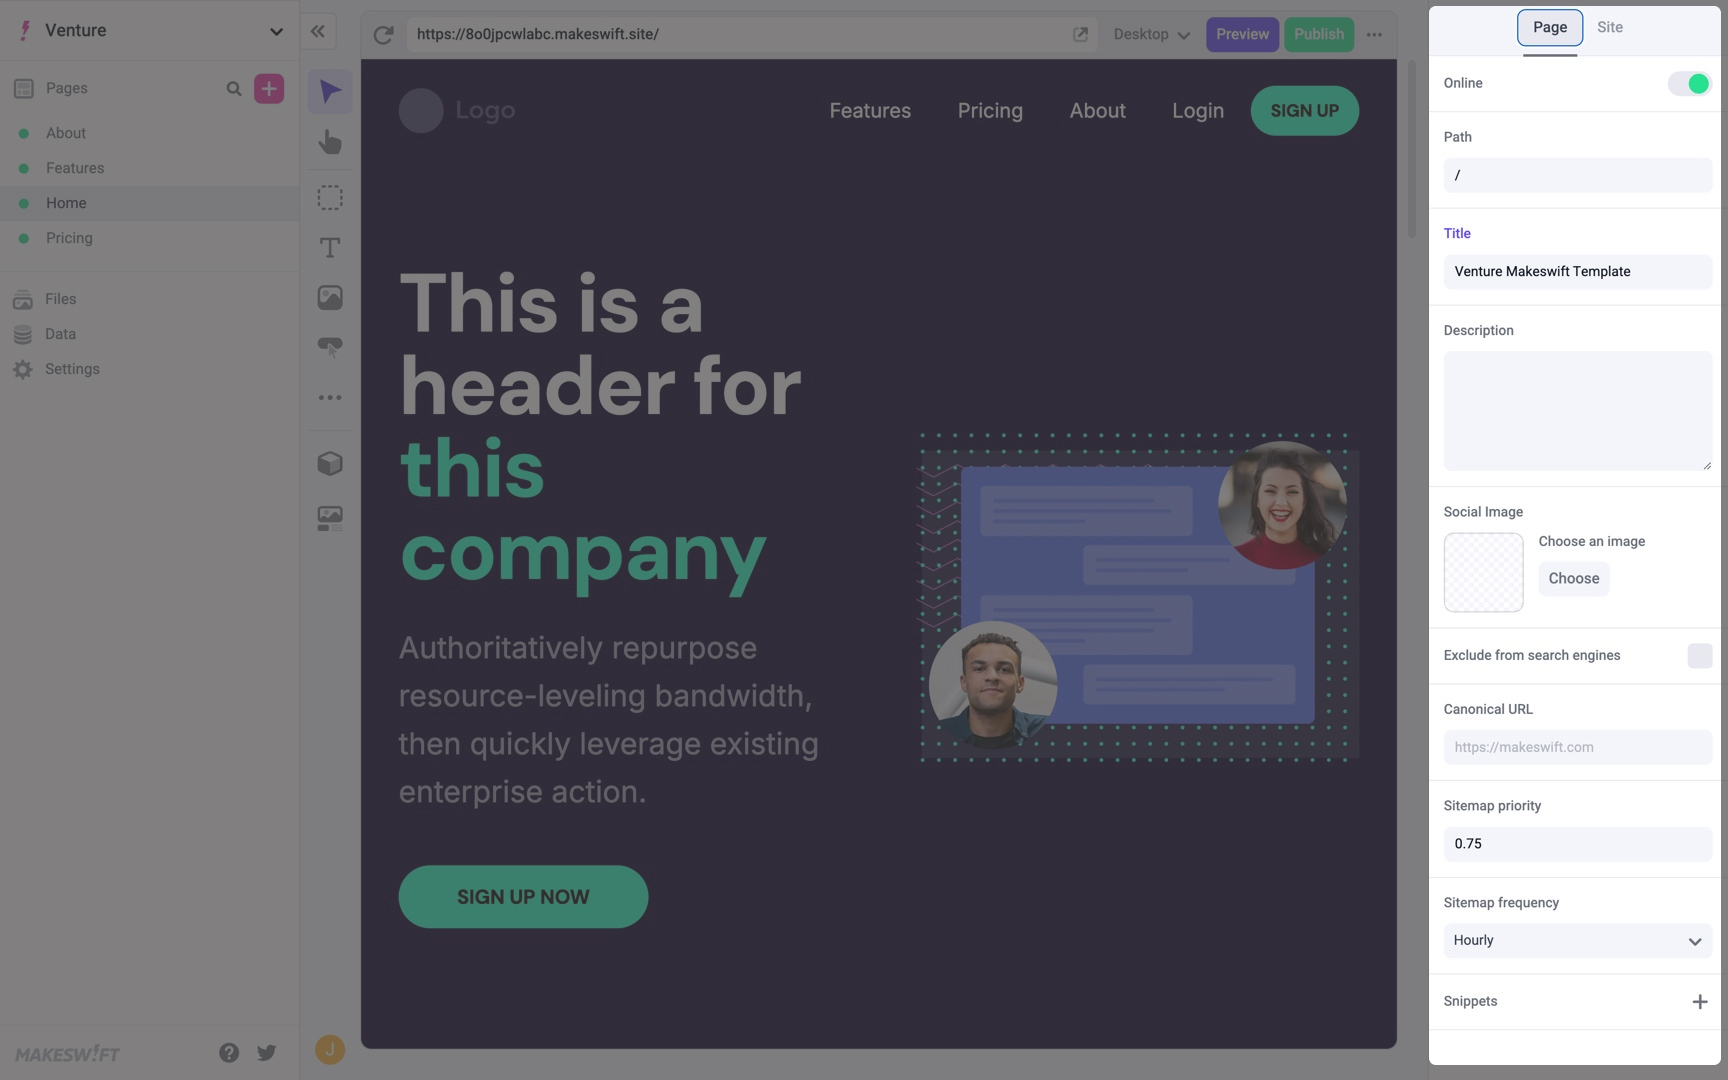 Venture
Pages
About
Features
Home
Pricing
Files
Data
Settings
MAKESW!FT
J
https://8o0jpcwlabc.makeswift.site/
Desktop
Preview
Publish
Logo
Features
Pricing
About
Login
SIGN UP
This is a
header for
this
company
Authoritatively repurpose
resource-leveling bandwidth,
then quickly leverage existing
enterprise action.
SIGN UP NOW
Page
Site
Online
Path
/
Title
Venture Makeswift Template
Description
Social Image
Choose an image
Choose
Exclude from search engines
Canonical URL
https://makeswift.com
Sitemap priority
0.75
Sitemap frequency
Hourly
Snippets